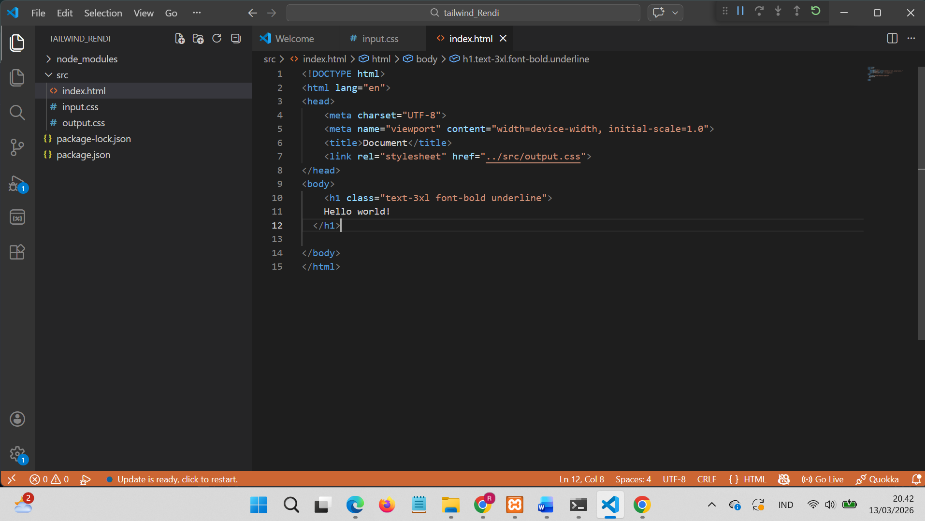 File Edit Selection View Go ··· tailwind_Rendi
TAILWIND_RENDI
node_modules
src
index.html
input.css
output.css
package-lock.json
package.json
Welcome
input.css
index.html
src > index.html > html > body > h1.text-3xl.font-bold.underline
1 <!DOCTYPE html>
2 <html lang="en">
3 <head>
4 <meta charset="UTF-8">
5 <meta name="viewport" content="width=device-width, initial-scale=1.0">
6 <title>Document</title>
7 <link rel="stylesheet" href="../src/output.css">
8 </head>
9 <body>
10 <h1 class="text-3xl font-bold underline">
11 Hello world!
12 </h1>
13
14 </body>
15 </html>
1
1
0 0 Update is ready, click to restart. Ln 12, Col 8 Spaces: 4 UTF-8 CRLF { } HTML Go Live Quokka
2
R
IND
20.42
13/03/2026